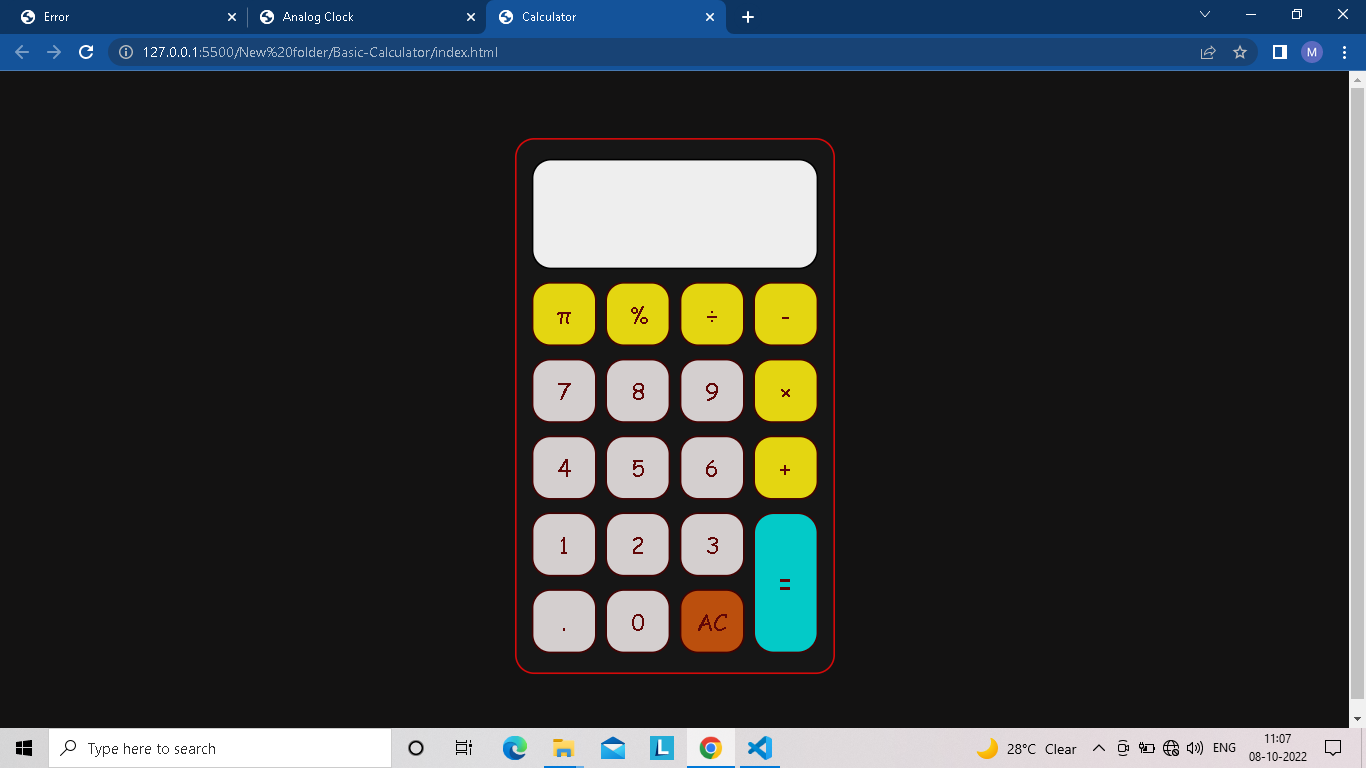 Error
Analog Clock
Calculator
127.0.0.1:5500/New%20folder/Basic-Calculator/index.html
M
π % ÷ -
7 8 9 ×
4 5 6 +
1 2 3
=
. 0 AC
Type here to search
L
28°C Clear
ENG
11:07
08-10-2022